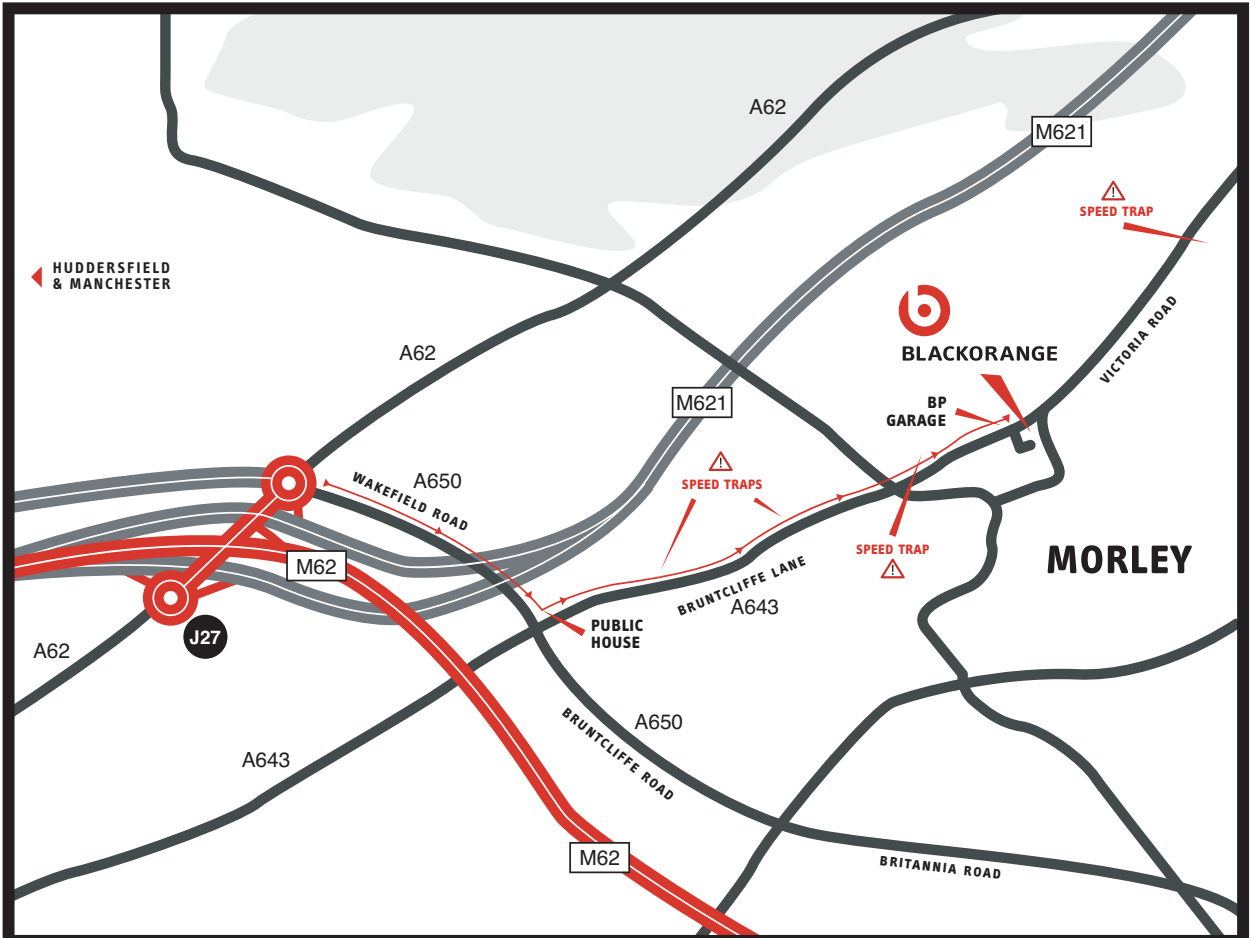 A62
M621
!
SPEED TRAP
HUDDERSFIELD
& MANCHESTER
b
BLACKORANGE
VICTORIA ROAD
A62
M621
BP
GARAGE
!
SPEED TRAPS
A650
WAKEFIELD ROAD
SPEED TRAP
!
M62
MORLEY
BRUNTCLIFFE LANE
A643
J27
PUBLIC
HOUSE
A62
A650
BRUNTCLIFFE ROAD
A643
M62
BRITANNIA ROAD